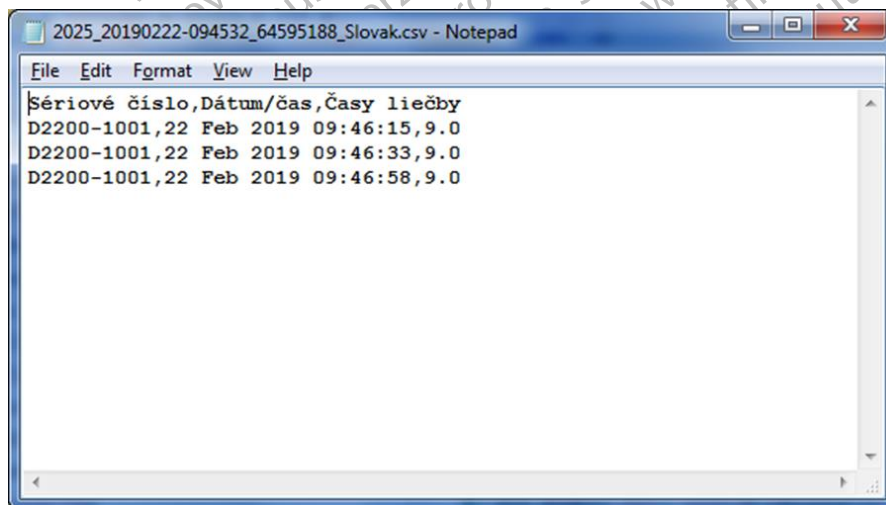 2025_20190222-094532_64595188_Slovak.csv - Notepad
File Edit Format View Help
Sériové číslo,Dátum/čas,Časy liečby
D2200-1001,22 Feb 2019 09:46:15,9.0
D2200-1001,22 Feb 2019 09:46:33,9.0
D2200-1001,22 Feb 2019 09:46:58,9.0